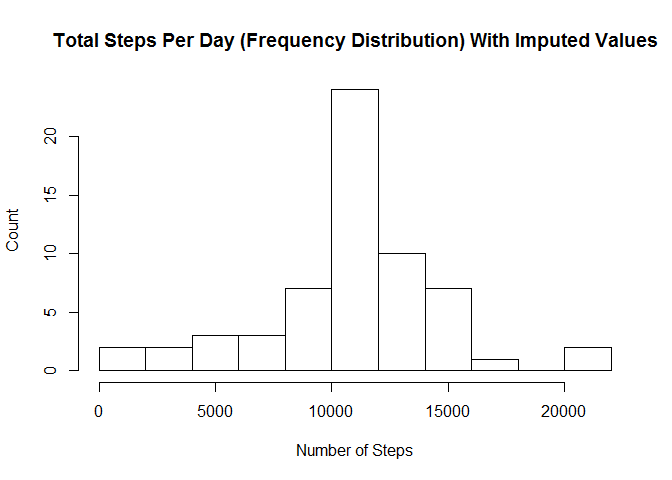 Total Steps Per Day (Frequency Distribution) With Imputed Values
Count
20
15
10
5
0
0 5000 10000 15000 20000
Number of Steps